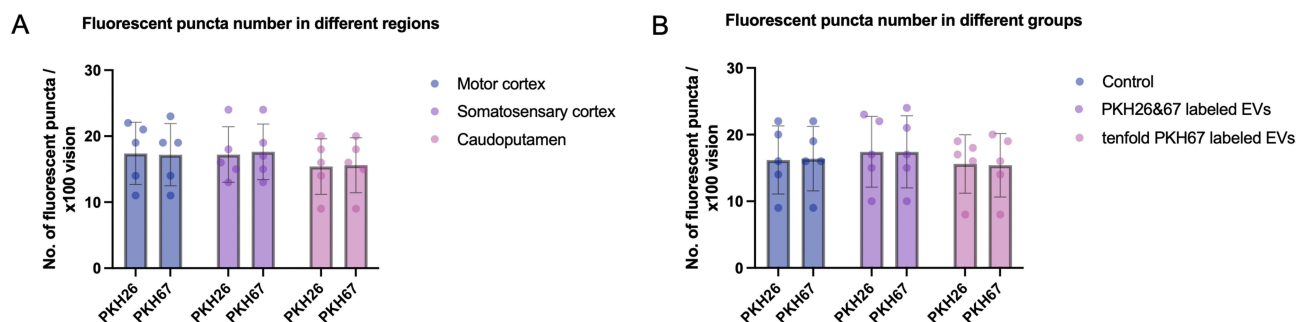 A
Fluorescent puncta number in different regions
No. of fluorescent puncta /
x100 vision
30
20
10
0
PKH26
PKH67
PKH26
PKH67
PKH26
PKH67
Motor cortex
Somatosensary cortex
Caudoputamen
B
Fluorescent puncta number in different groups
No. of fluorescent puncta /
x100 vision
30
20
10
0
PKH26
PKH67
PKH26
PKH67
PKH26
PKH67
Control
PKH26&67 labeled EVs
tenfold PKH67 labeled EVs